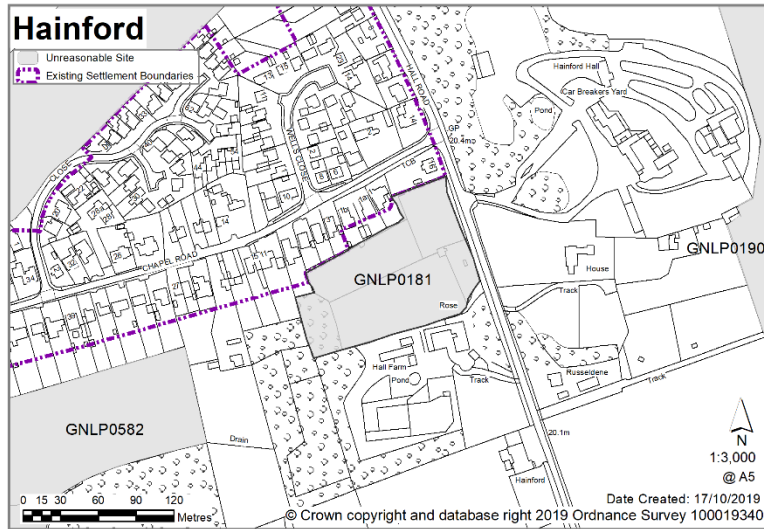 Hainford
Unreasonable Site
Existing Settlement Boundaries
HALL ROAD
Hainford Hall
Car Breakers Yard
Pond
GP
20.4m
TCB
WELLS CLOSE
CLOSE
CHAPEL ROAD
GNLP0181
GNLP0190
House
Track
Rose
Hall Farm
Pond
Track
Russeldene
Track
GNLP0582
Drain
20.1m
Hainford
N
1:3,000
@ A5
0 15 30 60 90 120
Metres
Date Created: 17/10/2019
© Crown copyright and database right 2019 Ordnance Survey 100019340